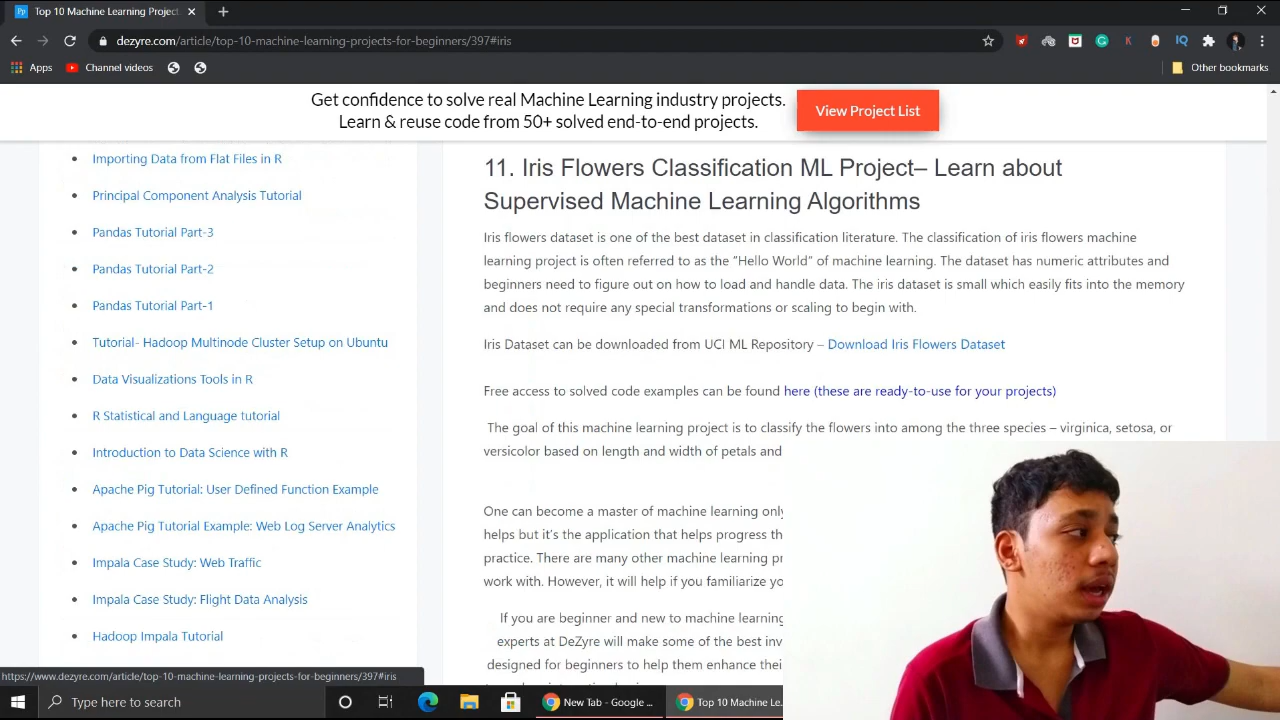 Top 10 Machine Learning Project
dezyre.com/article/top-10-machine-learning-projects-for-beginners/397#iris
Apps
Channel videos
Other bookmarks
Get confidence to solve real Machine Learning industry projects.
Learn & reuse code from 50+ solved end-to-end projects.
View Project List
Importing Data from Flat Files in R
Principal Component Analysis Tutorial
Pandas Tutorial Part-3
Pandas Tutorial Part-2
Pandas Tutorial Part-1
Tutorial- Hadoop Multinode Cluster Setup on Ubuntu
Data Visualizations Tools in R
R Statistical and Language tutorial
Introduction to Data Science with R
Apache Pig Tutorial: User Defined Function Example
Apache Pig Tutorial Example: Web Log Server Analytics
Impala Case Study: Web Traffic
Impala Case Study: Flight Data Analysis
Hadoop Impala Tutorial
11. Iris Flowers Classification ML Project– Learn about
Supervised Machine Learning Algorithms
Iris flowers dataset is one of the best dataset in classification literature. The classification of iris flowers machine
learning project is often referred to as the “Hello World” of machine learning. The dataset has numeric attributes and
beginners need to figure out on how to load and handle data. The iris dataset is small which easily fits into the memory
and does not require any special transformations or scaling to begin with.
Iris Dataset can be downloaded from UCI ML Repository – Download Iris Flowers Dataset
Free access to solved code examples can be found here (these are ready-to-use for your projects)
The goal of this machine learning project is to classify the flowers into among the three species – virginica, setosa, or
versicolor based on length and width of petals and
One can become a master of machine learning only
helps but it’s the application that helps progress th
practice. There are many other machine learning pr
work with. However, it will help if you familiarize yo
If you are beginner and new to machine learning
experts at DeZyre will make some of the best inv
designed for beginners to help them enhance thei
https://www.dezyre.com/article/top-10-machine-learning-projects-for-beginners/397#iris
Type here to search
New Tab - Google ...
Top 10 Machine Le...